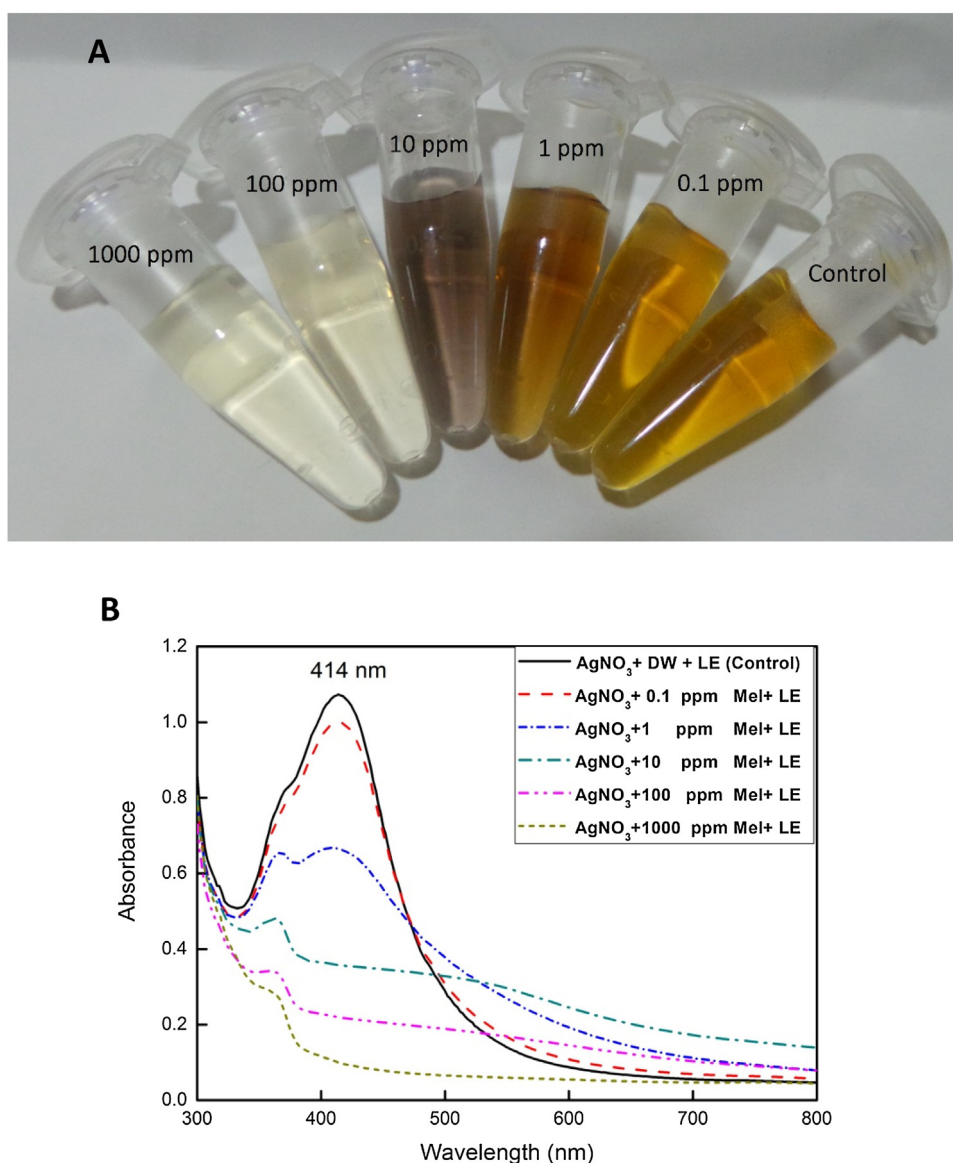 A
1000 ppm
100 ppm
10 ppm
1 ppm
0.1 ppm
Control
B
414 nm
AgNO3+ DW + LE (Control)
AgNO3+ 0.1 ppm Mel+ LE
AgNO3+1 ppm Mel+ LE
AgNO3+10 ppm Mel+ LE
AgNO3+100 ppm Mel+ LE
AgNO3+1000 ppm Mel+ LE
1.2
1.0
0.8
0.6
0.4
0.2
0.0
Absorbance
300 400 500 600 700 800
Wavelength (nm)